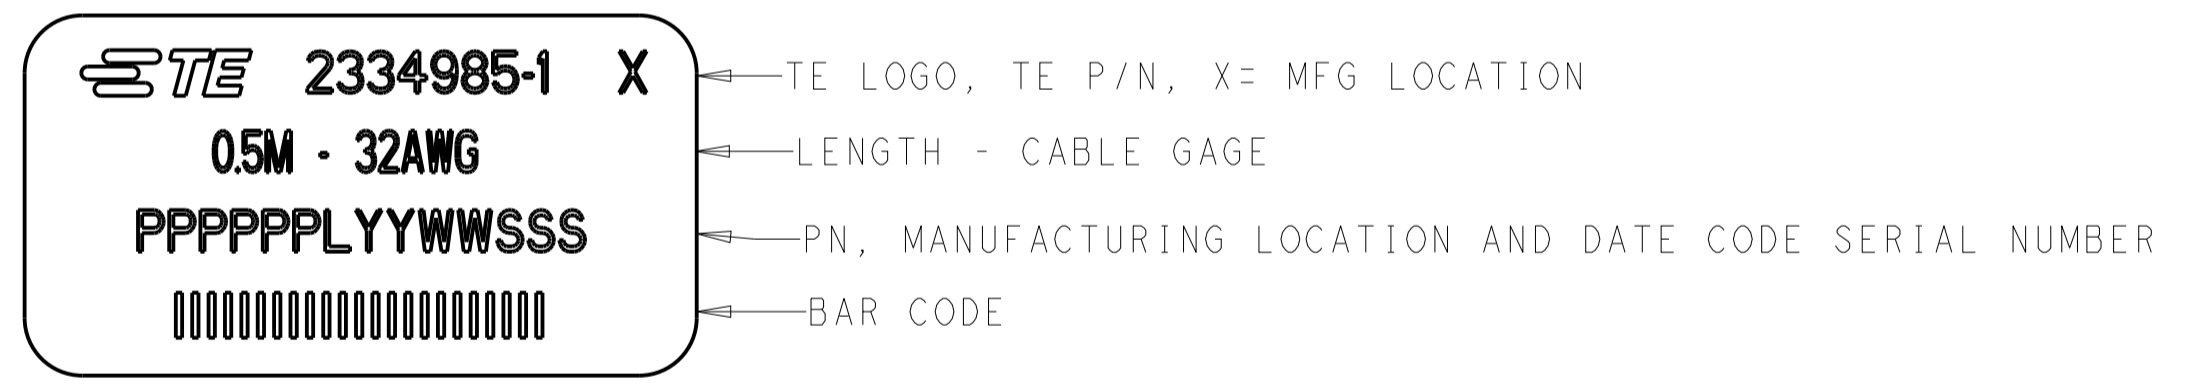 TE 2334985-1 X
TE LOGO, TE P/N, X= MFG LOCATION
0.5M - 32AWG
LENGTH - CABLE GAGE
PPPPPPLYYWWSSS
PN, MANUFACTURING LOCATION AND DATE CODE SERIAL NUMBER
BAR CODE